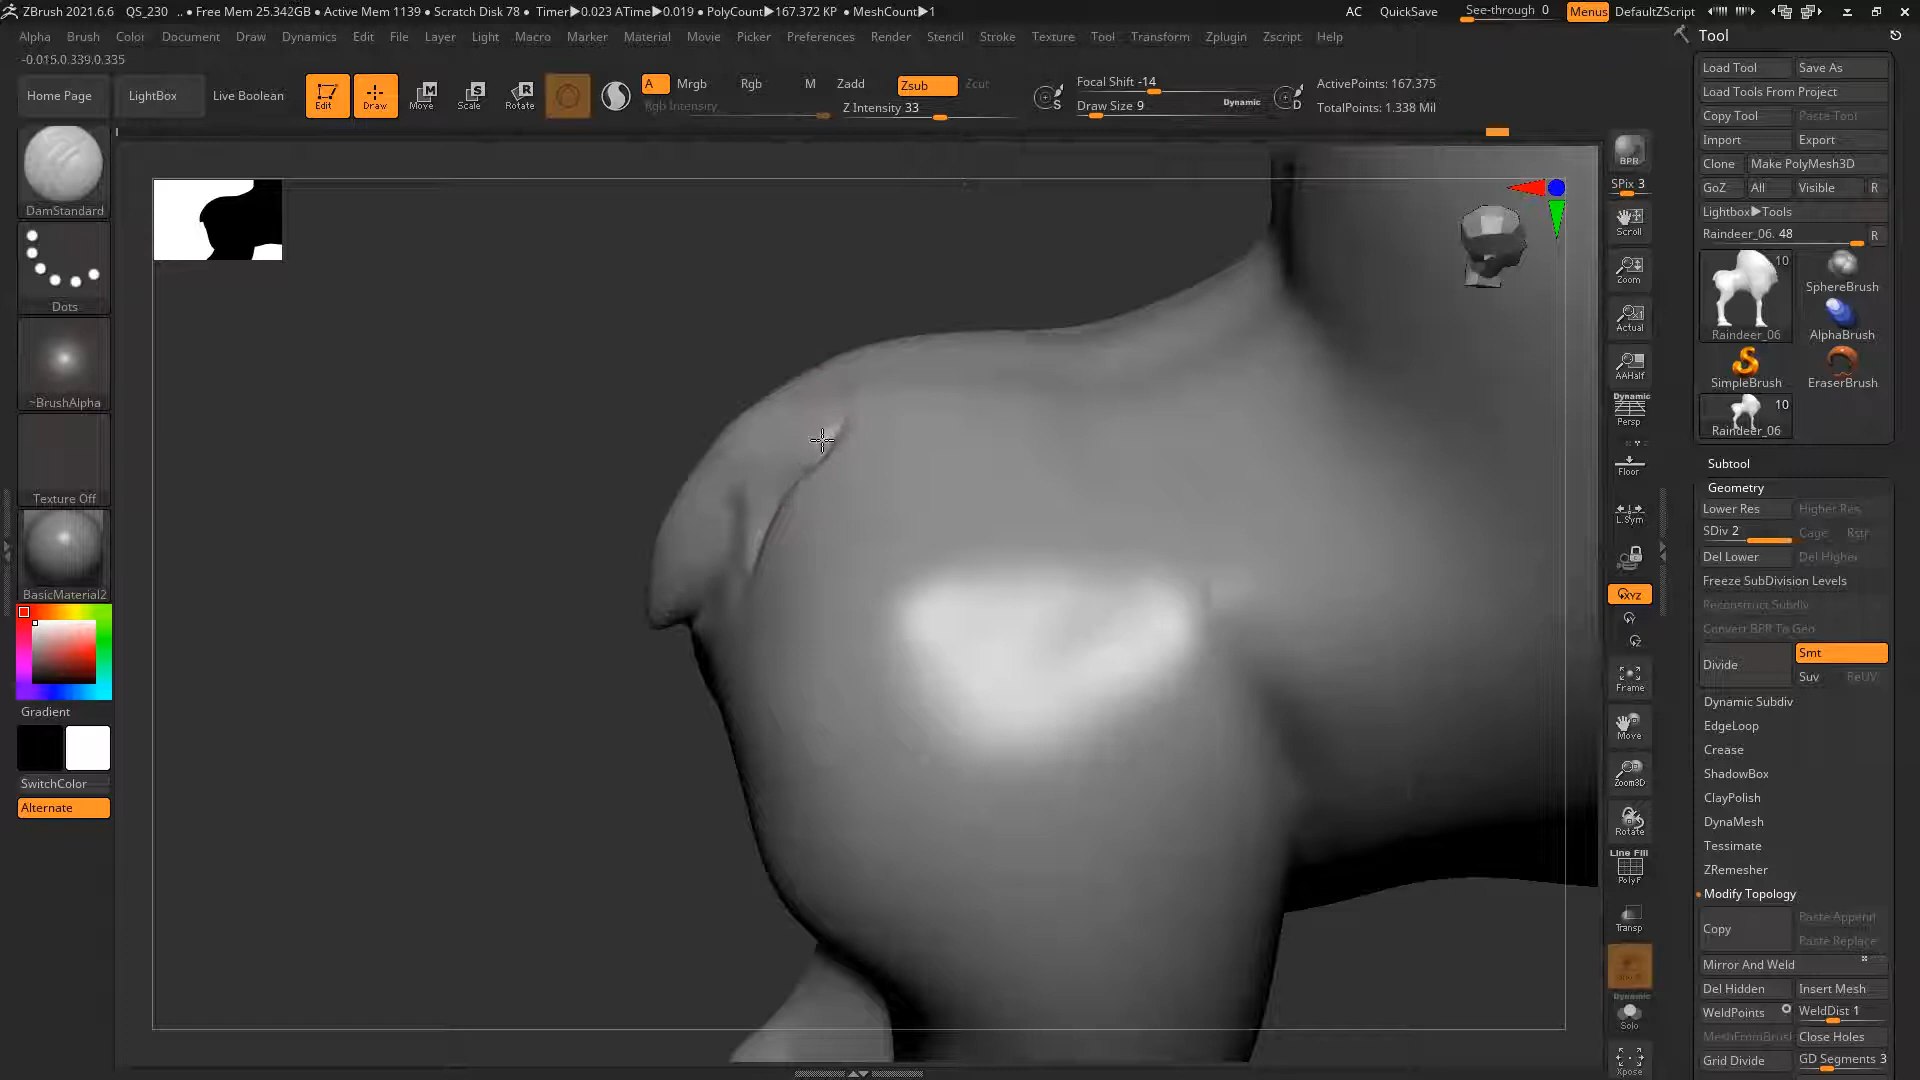 ZBrush 2021.6.6 QS_230 .. • Free Mem 25.342GB • Active Mem 1139 • Scratch Disk 78 • Timer▶0.023 ATime▶0.019 • PolyCount▶167.372 KP • MeshCount▶1 AC QuickSave See-through 0 Menus DefaultZScript
Alpha Brush Color Document Draw Dynamics Edit File Layer Light Macro Marker Material Movie Picker Preferences Render Stencil Stroke Texture Tool Transform Zplugin Zscript Help
-0.015,0.339,0.335
Home Page LightBox Live Boolean Edit Draw Move Scale Rotate
A Mrgb Rgb M Zadd Zsub Zcut
Rgb Intensity Z Intensity 33
Focal Shift -14
Draw Size 9 Dynamic
S D
ActivePoints: 167.375
TotalPoints: 1.338 Mil
DamStandard
Dots
~BrushAlpha
Texture Off
BasicMaterial2
Gradient
SwitchColor
Alternate
BPR
SPix 3
Scroll
Zoom
Actual
AAHalf
Dynamic
Persp
Floor
L.Sym
XYZ
Y
Z
Frame
Move
Zoom3D
Rotate
Line Fill
PolyF
Transp
Dynamic
Solo
Xpose
Tool
Load Tool Save As
Load Tools From Project
Copy Tool Paste Tool
Import Export
Clone Make PolyMesh3D
GoZ All Visible R
Lightbox▶Tools
Raindeer_06. 48 R
10
Raindeer_06
SphereBrush
AlphaBrush
SimpleBrush
EraserBrush
10
Raindeer_06
Subtool
Geometry
Lower Res Higher Res
SDiv 2 Cage Rstr
Del Lower Del Higher
Freeze SubDivision Levels
Reconstruct Subdiv
Convert BPR To Geo
Divide Smt
Suv ReUV
Dynamic Subdiv
EdgeLoop
Crease
ShadowBox
ClayPolish
DynaMesh
Tessimate
ZRemesher
Modify Topology
Copy Paste Append
Paste Replace
Mirror And Weld
Del Hidden Insert Mesh
WeldPoints WeldDist 1
MeshFromBrush Close Holes
Grid Divide GD Segments 3